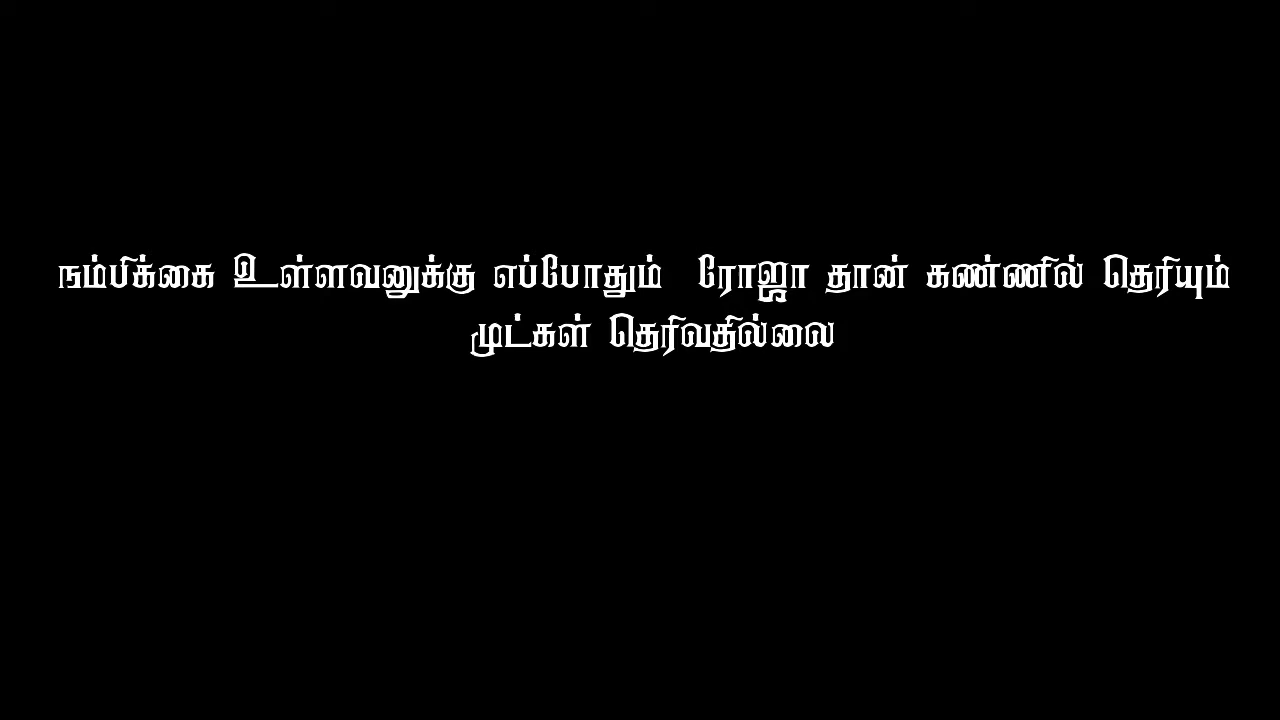 நம்பிக்கை உள்ளவனுக்கு எப்போதும் ரோஜா தான் கண்ணில் தெரியும்
முட்கள் தெரிவதில்லை